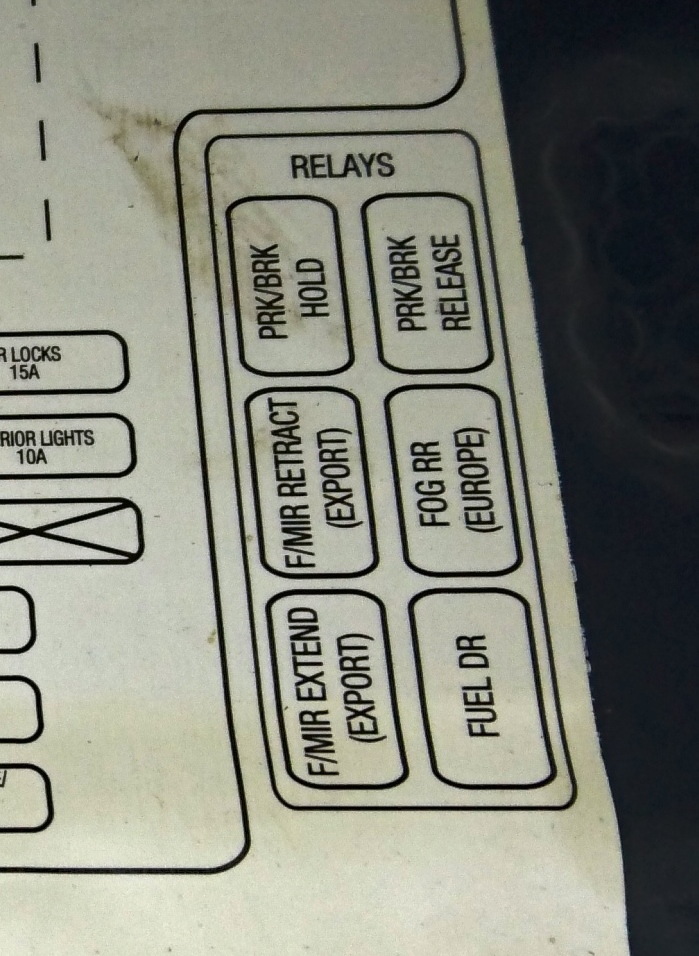 RELAYS
PRK/BRK
HOLD
PRK/BRK
RELEASE
LOCKS
15A
F/MIR RETRACT
(EXPORT)
FOG RR
(EUROPE)
LIGHTS
10A
F/MIR EXTEND
(EXPORT)
FUEL DR